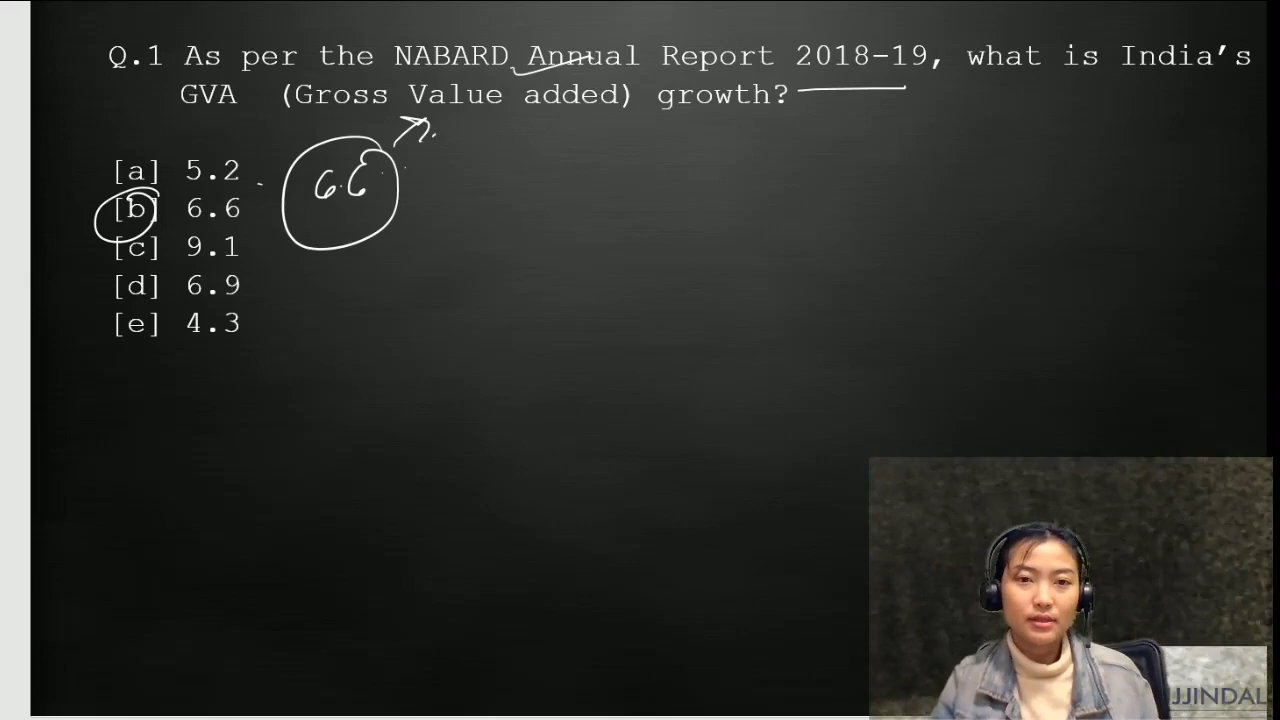 Q.1 As per the NABARD Annual Report 2018-19, what is India’s
GVA (Gross Value added) growth?
[a] 5.2
[b] 6.6
6.6
[c] 9.1
[d] 6.9
[e] 4.3
JJINDAL